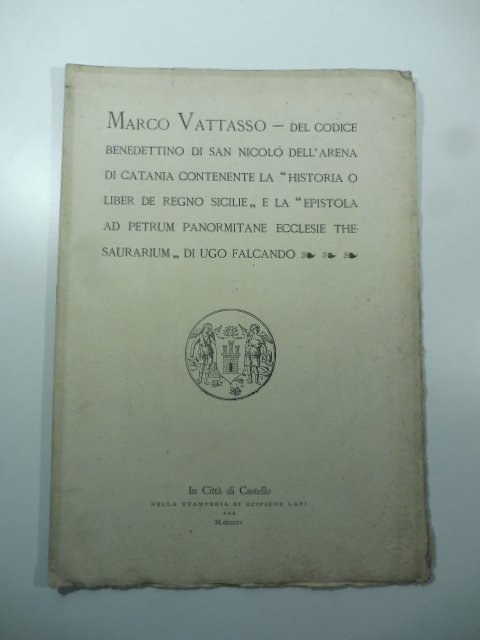 MARCO VATTASSO — DEL CODICE
BENEDETTINO DI SAN NICOLÒ DELL'ARENA
DI CATANIA CONTENENTE LA “HISTORIA O
LIBER DE REGNO SICILIE„ E LA “EPISTOLA
AD PETRUM PANORMITANE ECCLESIE THE-
SAURARIUM„ DI UGO FALCANDO
In Città di Castello
NELLA STAMPERIA DI SCIPIONE LAPI
***